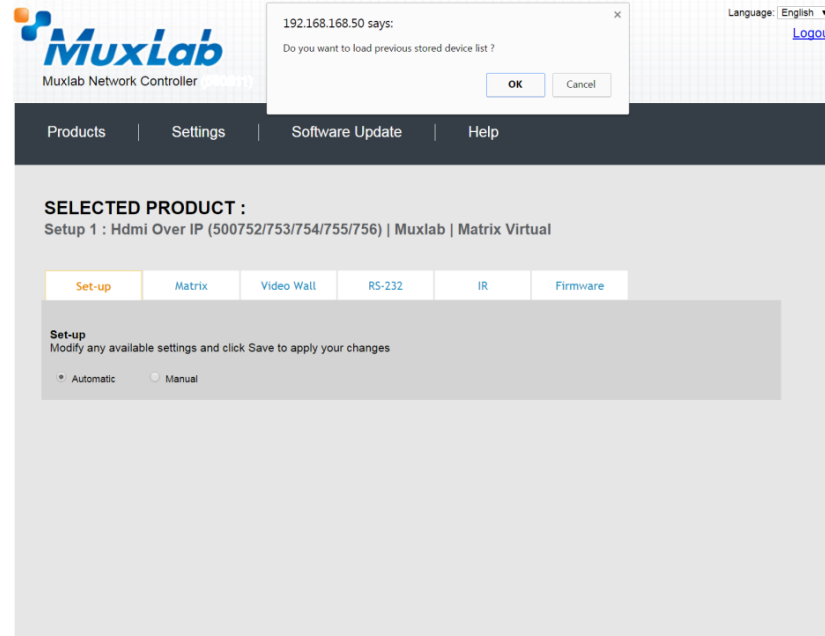 192.168.168.50 says:
Do you want to load previous stored device list ?
OK Cancel
Language: English
Logou
MuxLab
Muxlab Network Controller
Products Settings Software Update Help
SELECTED PRODUCT :
Setup 1 : Hdmi Over IP (500752/753/754/755/756) | Muxlab | Matrix Virtual
Set-up Matrix Video Wall RS-232 IR Firmware
Set-up
Modify any available settings and click Save to apply your changes
Automatic Manual